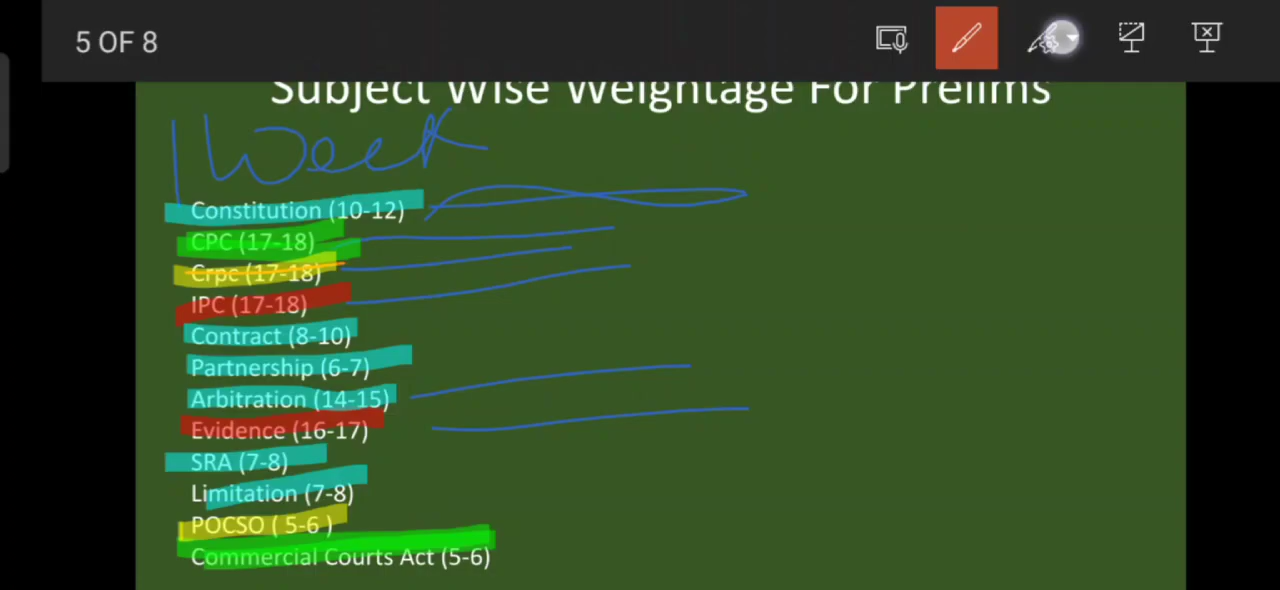 5 OF 8
Subject Wise Weightage For Prelims
1 Week
Constitution (10-12)
CPC (17-18)
Crpc (17-18)
IPC (17-18)
Contract (8-10)
Partnership (6-7)
Arbitration (14-15)
Evidence (16-17)
SRA (7-8)
Limitation (7-8)
POCSO ( 5-6 )
Commercial Courts Act (5-6)